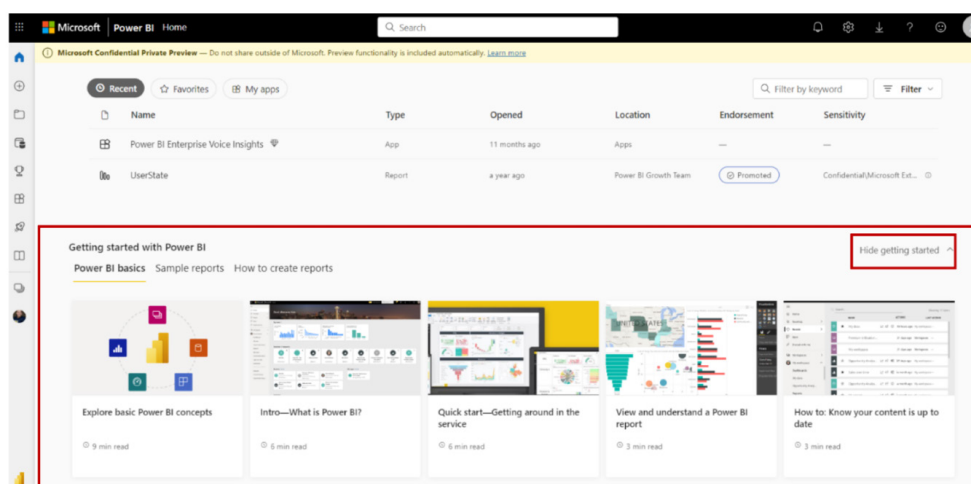 Microsoft Power BI Home
Search
Microsoft Confidential Private Preview — Do not share outside of Microsoft. Preview functionality is included automatically. Learn more
Recent Favorites My apps
Filter by keyword Filter
Name Type Opened Location Endorsement Sensitivity
Power BI Enterprise Voice Insights App 11 months ago Apps — —
UserState Report a year ago Power BI Growth Team Promoted Confidential\Microsoft Ext...
Getting started with Power BI
Hide getting started
Power BI basics Sample reports How to create reports
UNITED STATES
Explore basic Power BI concepts
9 min read
Intro—What is Power BI?
6 min read
Quick start—Getting around in the
service
6 min read
View and understand a Power BI
report
3 min read
How to: Know your content is up to
date
3 min read